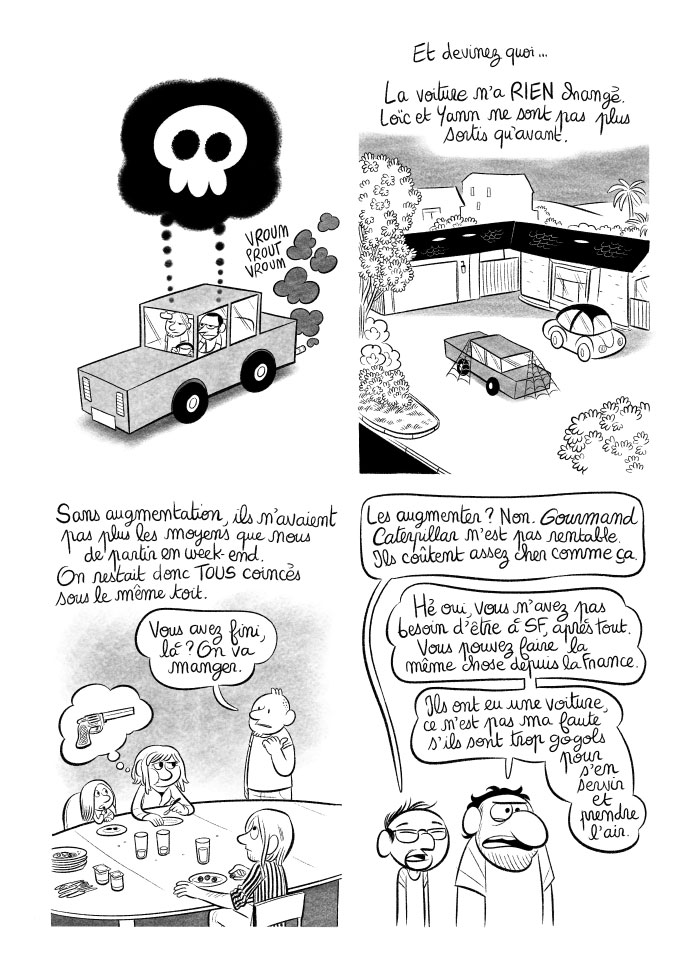 VROUM
PROUT
VROUM
Et devinez quoi...
La voiture n'a RIEN changé.
Loïc et Yann ne sont pas plus
sortis qu'avant.
Sans augmentation, ils n'avaient
pas plus les moyens que nous
de partir en week-end.
On restait donc TOUS coincés
sous le même toit.
Vous avez fini,
là ? On va
manger.
Les augmenter ? Non. Gourmand
Caterpillar n'est pas rentable.
Ils coûtent assez cher comme ça.
Hé oui, vous n'avez pas
besoin d'être à SF, après tout.
Vous pouvez faire la
même chose depuis la France.
Ils ont eu une voiture,
ce n'est pas ma faute
s'ils sont trop gogols
pour
s'en
servir
et
prendre
l'air.